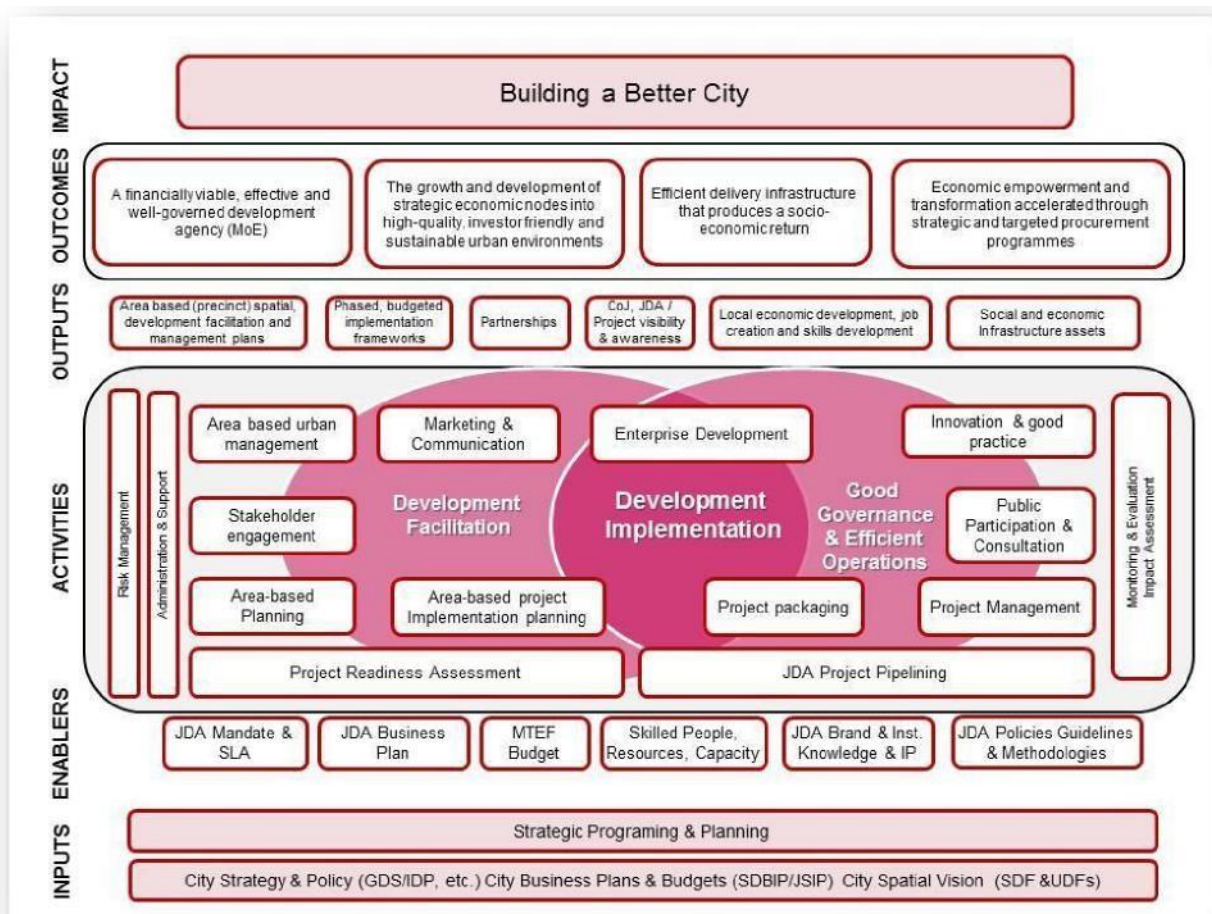 IMPACT
Building a Better City
OUTCOMES
A financially viable, effective and
well-governed development
agency (MoE)
The growth and development of
strategic economic nodes into
high-quality, investor friendly and
sustainable urban environments
Efficient delivery infrastructure
that produces a socio-
economic return
Economic empowerment and
transformation accelerated through
strategic and targeted procurement
programmes
OUTPUTS
Area based (precinct) spatial,
development facilitation and
management plans
Phased, budgeted
implementation
frameworks
Partnerships
CoJ, JDA /
Project visibility
& awareness
Local economic development, job
creation and skills development
Social and economic
Infrastructure assets
ACTIVITIES
Risk Management
Administration & Support
Area based urban
management
Marketing &
Communication
Enterprise Development
Innovation & good
practice
Development
Facilitation
Development
Implementation
Good
Governance
& Efficient
Operations
Stakeholder
engagement
Public
Participation &
Consultation
Area-based
Planning
Area-based project
Implementation planning
Project packaging
Project Management
Project Readiness Assessment
JDA Project Pipelining
Monitoring & Evaluation
Impact Assessment
ENABLERS
JDA Mandate &
SLA
JDA Business
Plan
MTEF
Budget
Skilled People,
Resources, Capacity
JDA Brand & Inst.
Knowledge & IP
JDA Policies Guidelines
& Methodologies
INPUTS
Strategic Programing & Planning
City Strategy & Policy (GDS/IDP, etc.) City Business Plans & Budgets (SDBIP/JSIP) City Spatial Vision (SDF &UDFs)